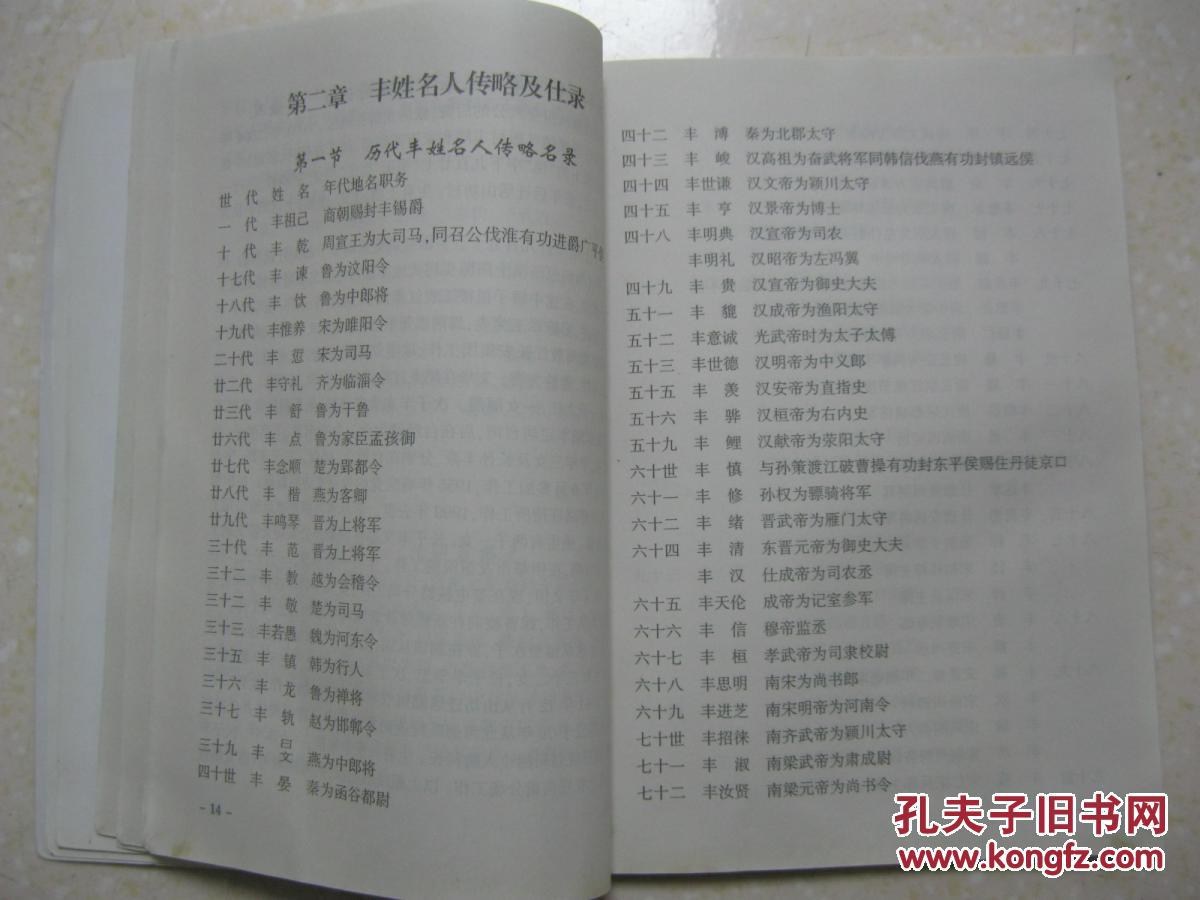 第二章 丰姓名人传略及仕录
第一节 历代丰姓名人传略名录
世代 姓名 年代地名职务
一代 丰祖己 商朝赐封丰锡爵
十代 丰乾 周宣王为大司马,同召公伐淮有功进爵广平
十七代 丰谏 鲁为汶阳令
十八代 丰饮 鲁为中郎将
十九代 丰惟养 宋为睢阳令
二十代 丰愆 宋为司马
廿二代 丰守礼 齐为临淄令
廿三代 丰舒 鲁为干鲁
廿六代 丰点 鲁为家臣孟孩御
廿七代 丰念顺 楚为郢都令
廿八代 丰楷 燕为客卿
廿九代 丰鸣琴 晋为上将军
三十代 丰范 晋为上将军
三十二 丰教 越为会稽令
三十二 丰敬 楚为司马
三十三 丰若愚 魏为河东令
三十五 丰镇 韩为行人
三十六 丰龙 鲁为禅将
三十七 丰轨 赵为邯郸令
三十九 丰 燕为中郎将
四十世 丰晏 秦为函谷都尉
- 14 -
四十二 丰溥 秦为北郡太守
四十三 丰峻 汉高祖为奋武将军同韩信伐燕有功封镇远侯
四十四 丰世谦 汉文帝为颍川太守
四十五 丰亨 汉景帝为博士
四十八 丰明典 汉宣帝为司农
丰明礼 汉昭帝为左冯翼
四十九 丰贵 汉宣帝为御史大夫
五十一 丰貔 汉成帝为渔阳太守
五十二 丰意诚 光武帝时为太子太傅
五十三 丰世德 汉明帝为中义郎
五十五 丰羡 汉安帝为直指史
五十六 丰骅 汉桓帝为右内史
五十九 丰鲤 汉献帝为荥阳太守
六十世 丰慎 与孙策渡江破曹操有功封东平侯赐住丹徒京口
六十一 丰修 孙权为骠骑将军
六十二 丰绪 晋武帝为雁门太守
六十四 丰清 东晋元帝为御史大夫
丰汉 仕成帝为司农丞
六十五 丰天伦 成帝为记室参军
六十六 丰信 穆帝监丞
六十七 丰桓 孝武帝为司隶校尉
六十八 丰思明 南宋为尚书郎
六十九 丰进芝 南宋明帝为河南令
七十世 丰招徕 南齐武帝为颍川太守
七十一 丰淑 南梁武帝为肃成尉
七十二 丰汝贤 南梁元帝为尚书令
孔夫子旧书网
www.kongfz.com